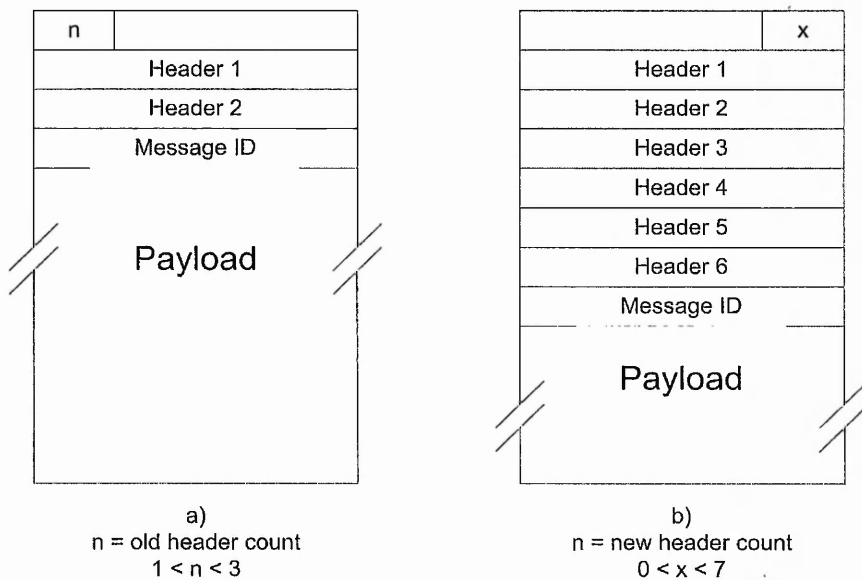 n
Header 1
Header 2
Message ID
Payload
a)
n = old header count
1 < n < 3
x
Header 1
Header 2
Header 3
Header 4
Header 5
Header 6
Message ID
Payload
b)
n = new header count
0 < x < 7